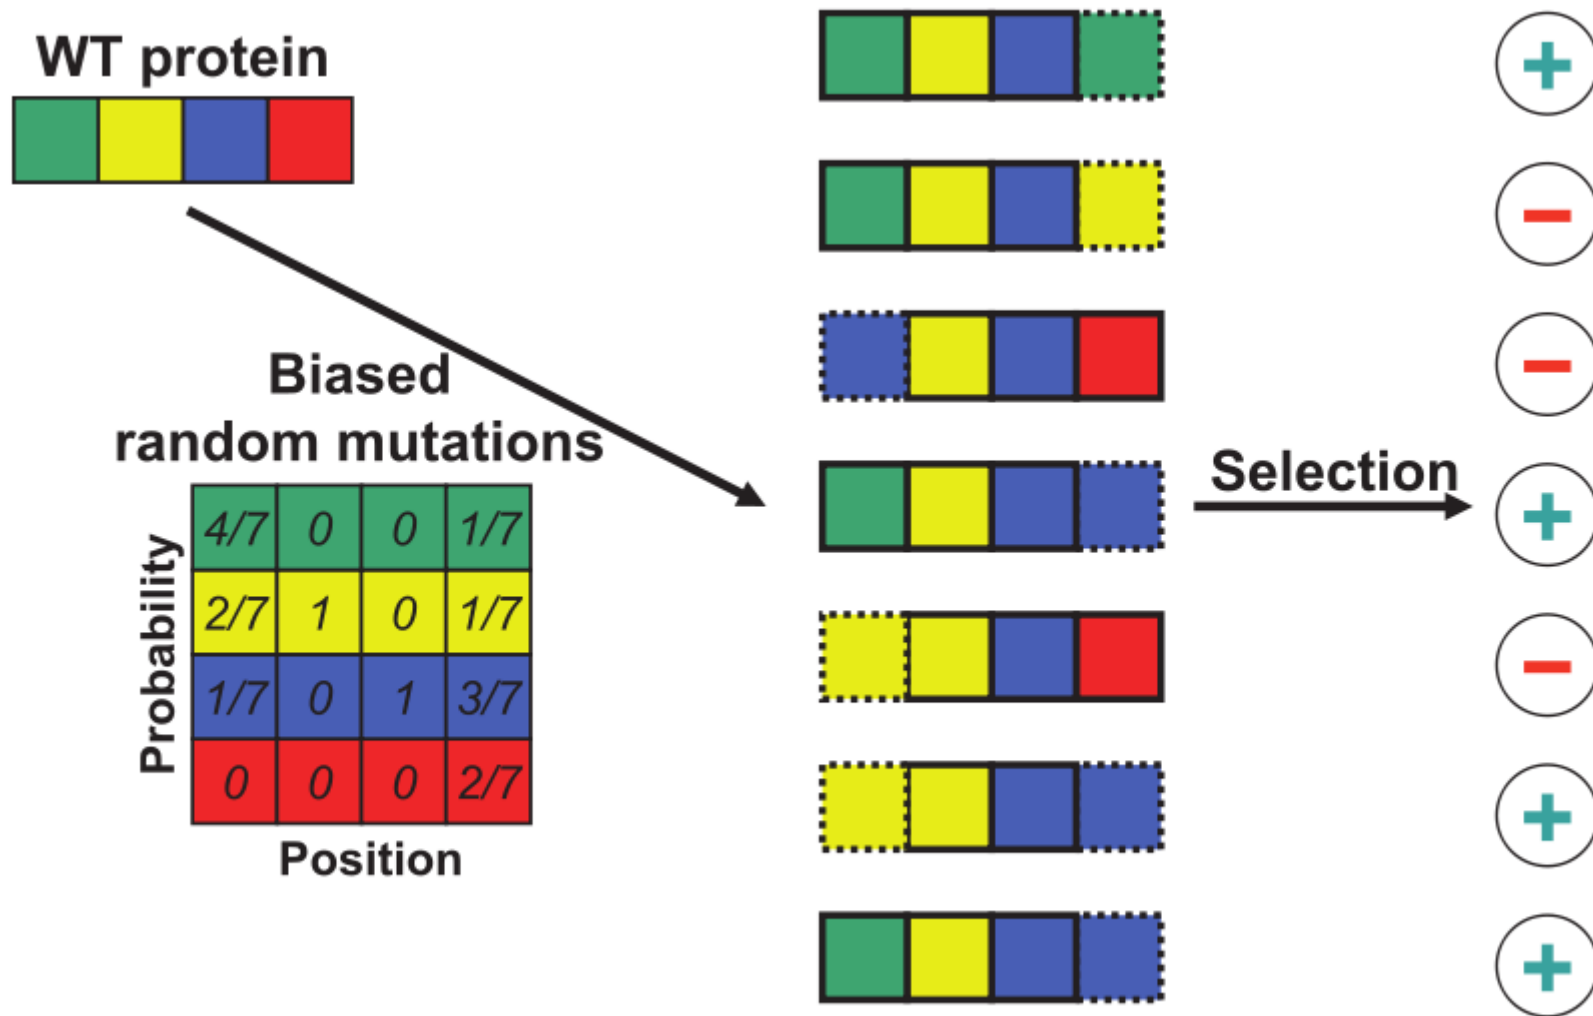 WT protein
Biased
random mutations
Probability
4/7 0 0 1/7
2/7 1 0 1/7
1/7 0 1 3/7
0 0 0 2/7
Position
Selection
+
−
−
+
−
+
+